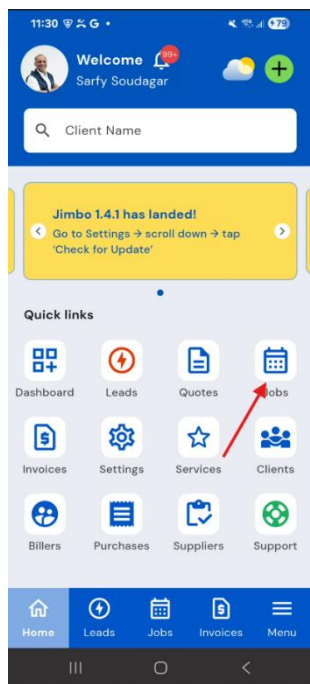 11:30 G •
79
Welcome 99+
Sarfy Soudagar
Client Name
Jimbo 1.4.1 has landed!
Go to Settings → scroll down → tap
'Check for Update'
Quick links
Dashboard Leads Quotes Jobs
Invoices Settings Services Clients
Billers Purchases Suppliers Support
Home Leads Jobs Invoices Menu